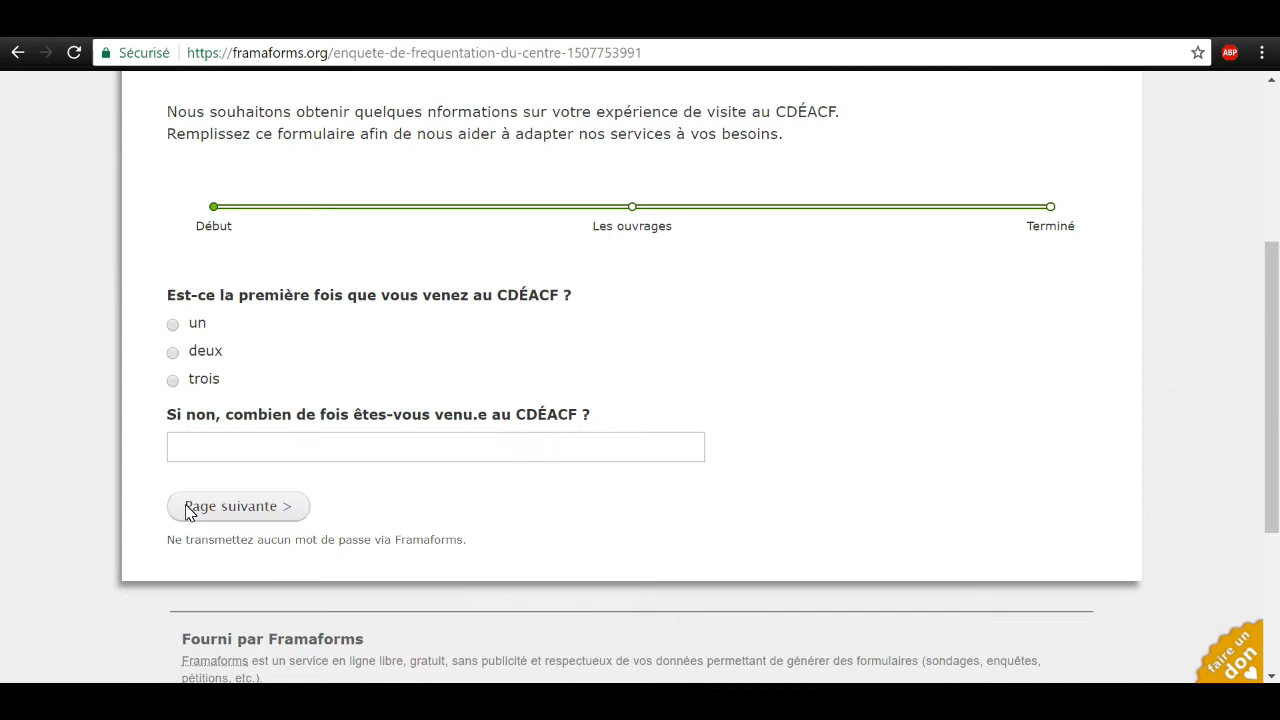 Sécurisé https://framaforms.org/enquete-de-frequentation-du-centre-1507753991
ABP
Nous souhaitons obtenir quelques nformations sur votre expérience de visite au CDÉACF.
Remplissez ce formulaire afin de nous aider à adapter nos services à vos besoins.
Début Les ouvrages Terminé
Est-ce la première fois que vous venez au CDÉACF ?
un
deux
trois
Si non, combien de fois êtes-vous venu.e au CDÉACF ?
Page suivante >
Ne transmettez aucun mot de passe via Framaforms.
Fourni par Framaforms
Framaforms est un service en ligne libre, gratuit, sans publicité et respectueux de vos données permettant de générer des formulaires (sondages, enquêtes,
pétitions, etc.).
faire un
don